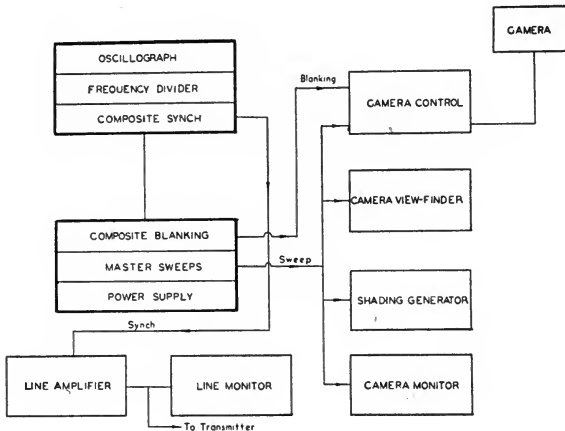 CAMERA
OSCILLOGRAPH
FREQUENCY DIVIDER
COMPOSITE SYNCH
Blanking
CAMERA CONTROL
CAMERA VIEW-FINDER
COMPOSITE BLANKING
MASTER SWEEPS
POWER SUPPLY
Sweep
SHADING GENERATOR
Synch
LINE AMPLIFIER
LINE MONITOR
CAMERA MONITOR
To Transmitter